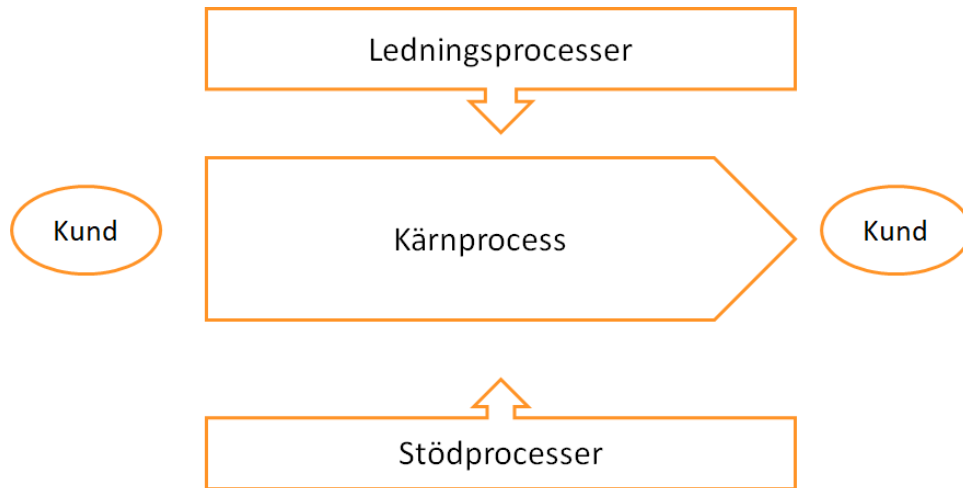 Ledningsprocesser
Kund
Kärnprocess
Kund
Stödprocesser